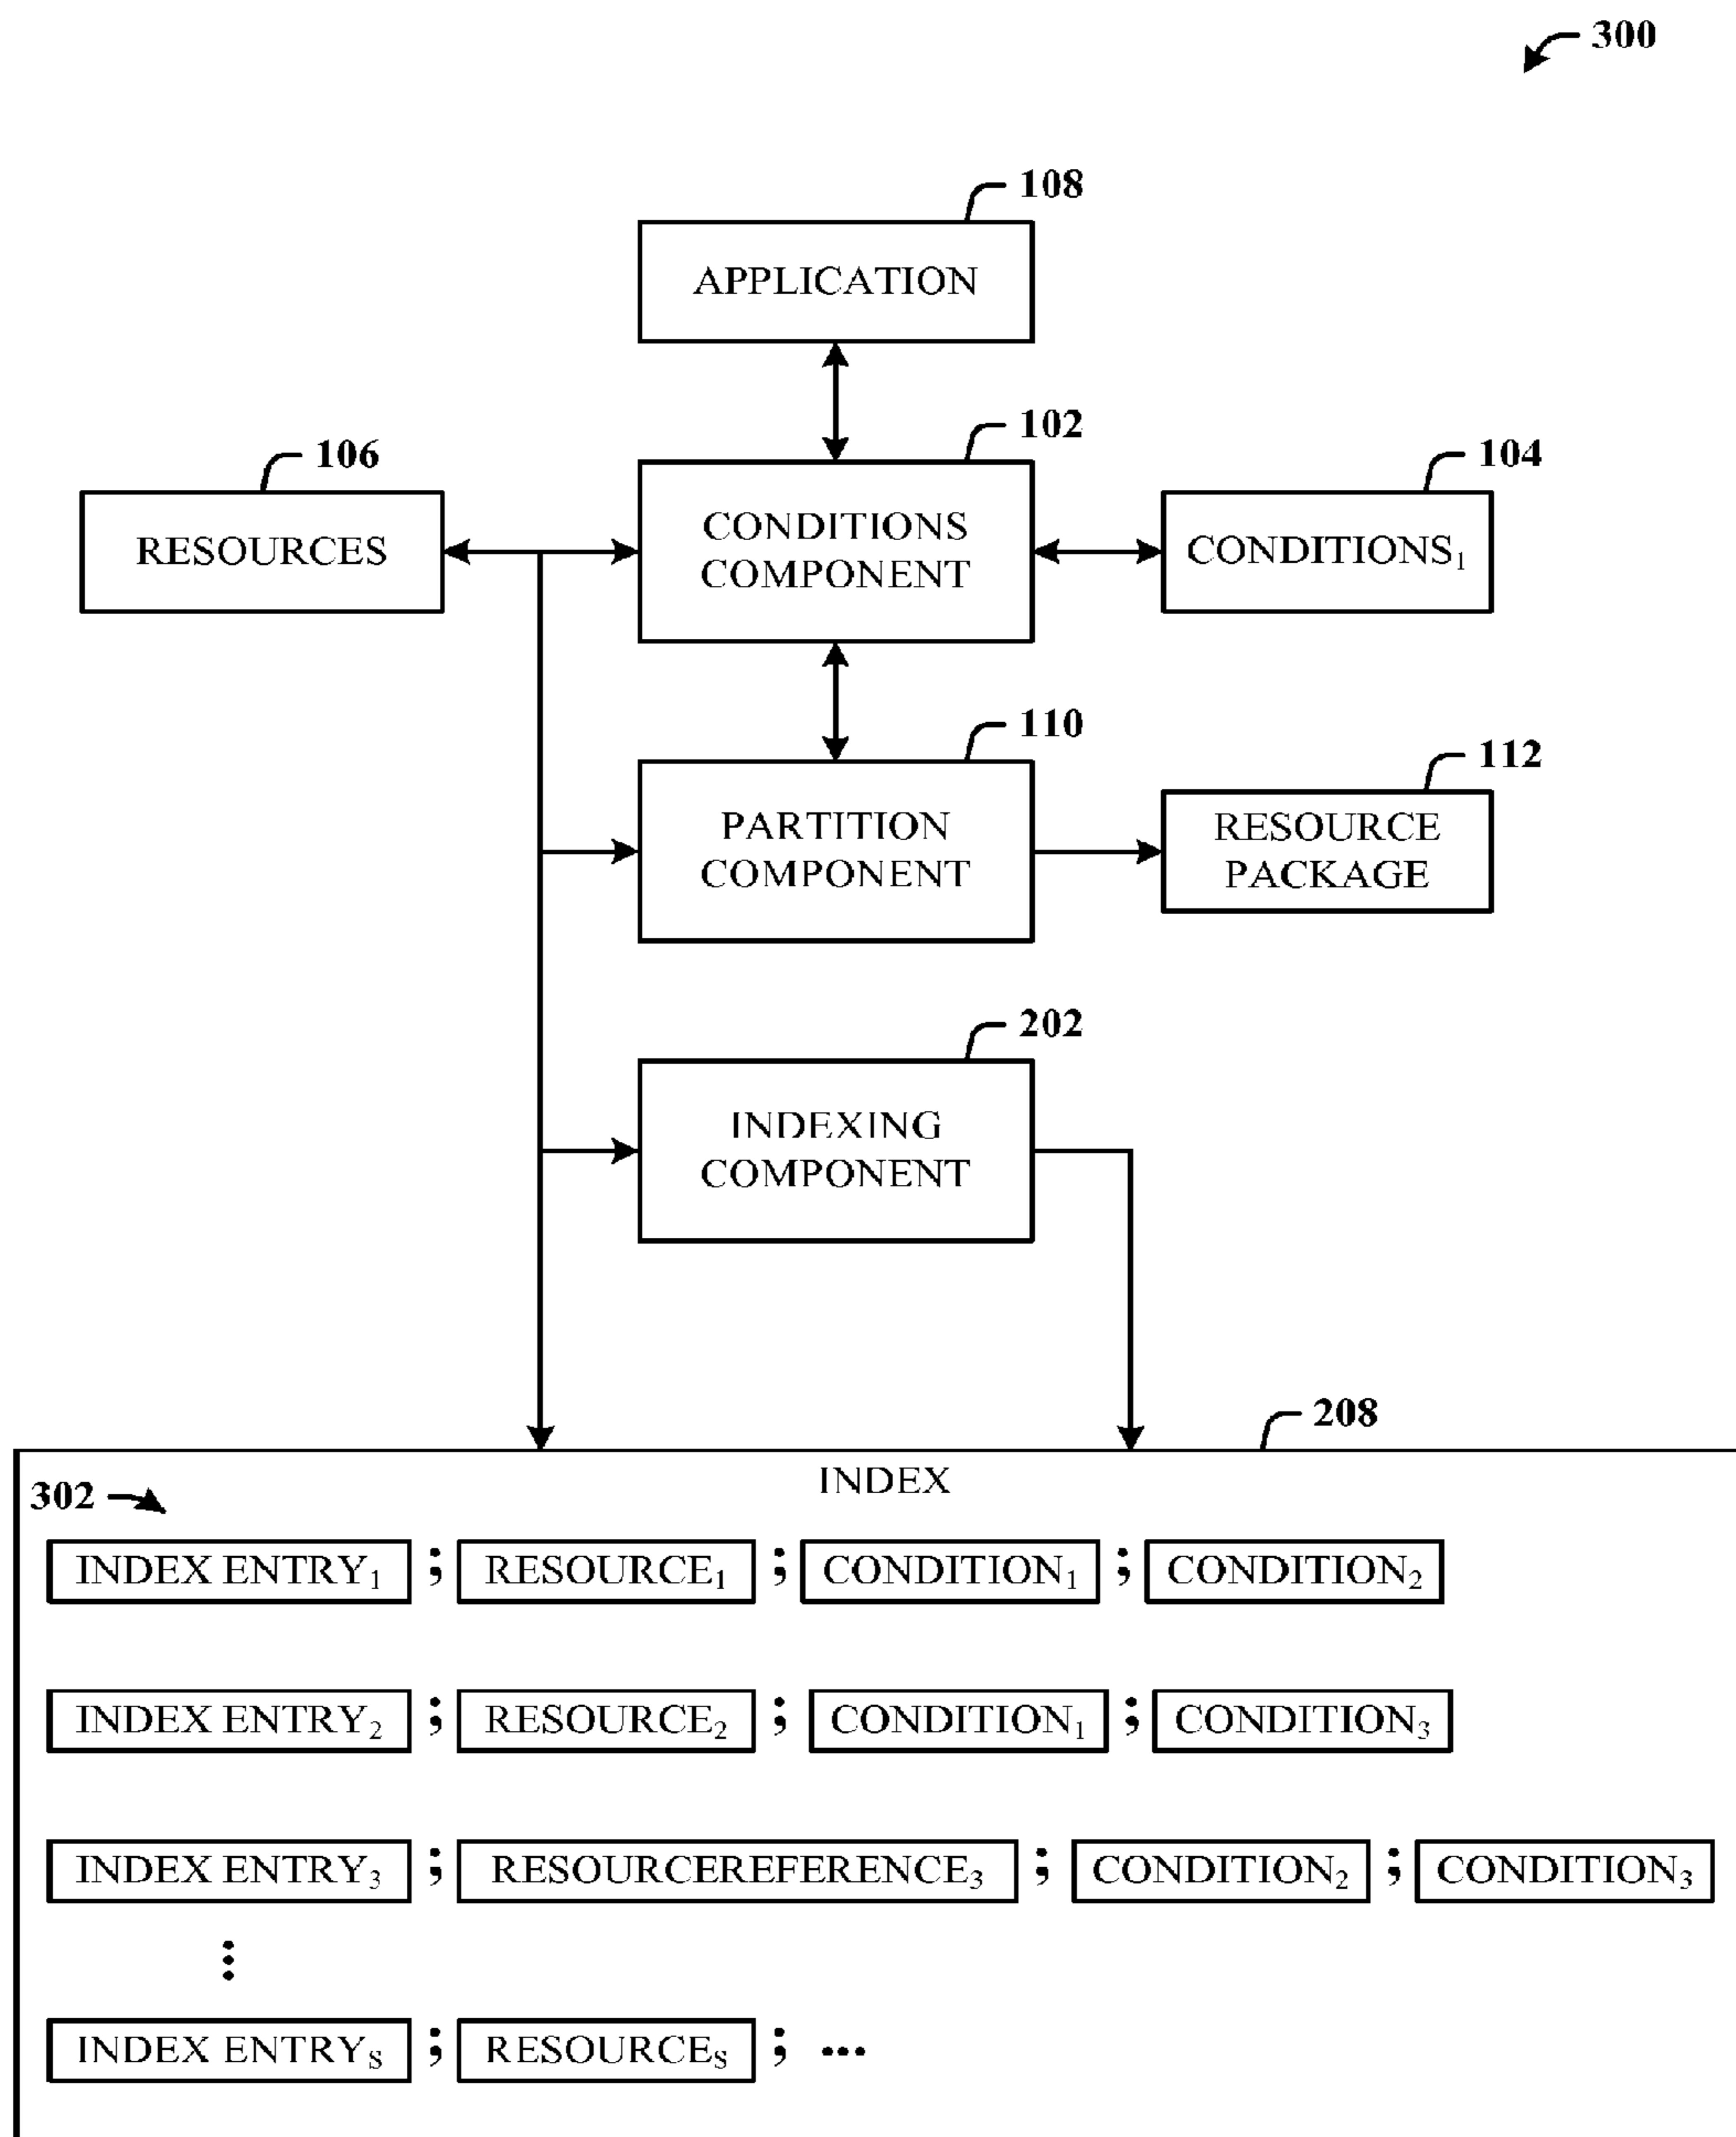 300
108
APPLICATION
102
106
104
RESOURCES
CONDITIONS
COMPONENT
CONDITIONS₁
110
112
PARTITION
COMPONENT
RESOURCE
PACKAGE
202
INDEXING
COMPONENT
208
INDEX
302
INDEX ENTRY₁ ; RESOURCE₁ ; CONDITION₁ ; CONDITION₂
INDEX ENTRY₂ ; RESOURCE₂ ; CONDITION₁ ; CONDITION₃
INDEX ENTRY₃ ; RESOURCEREFERENCE₃ ; CONDITION₂ ; CONDITION₃
⋮
INDEX ENTRYS ; RESOURCES ; ...